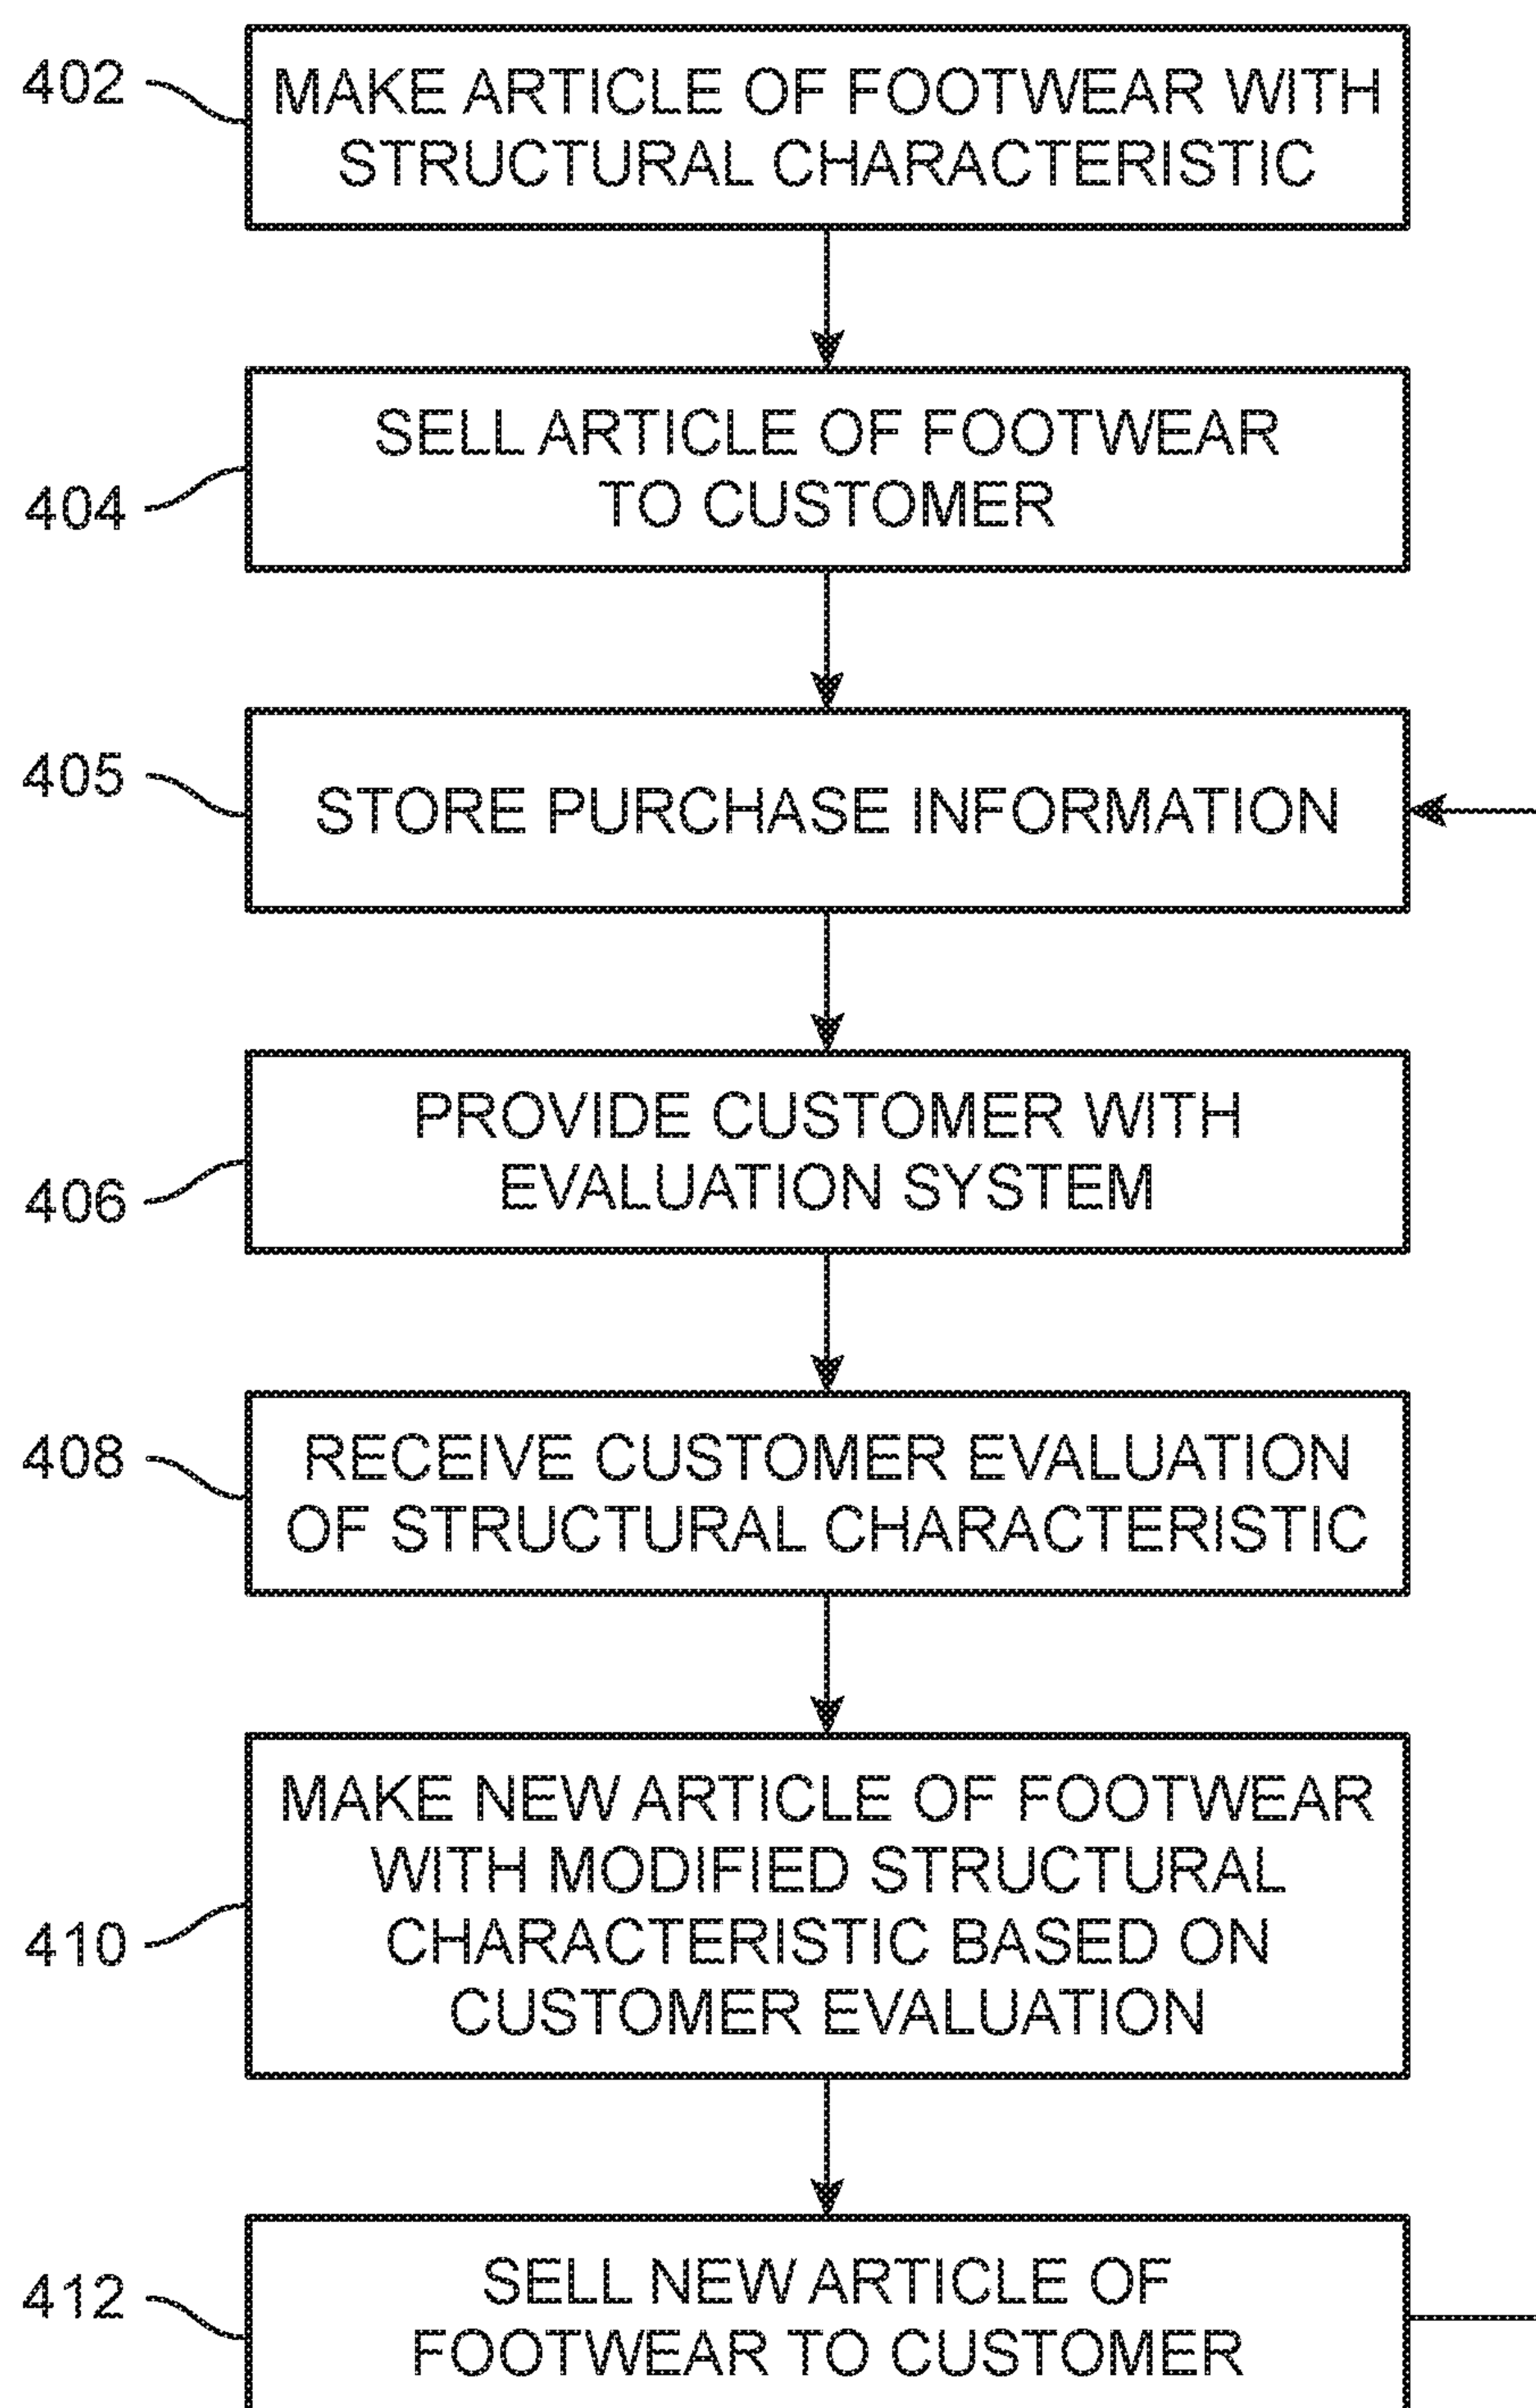 402
MAKE ARTICLE OF FOOTWEAR WITH
STRUCTURAL CHARACTERISTIC
SELL ARTICLE OF FOOTWEAR
TO CUSTOMER
404
405
STORE PURCHASE INFORMATION
PROVIDE CUSTOMER WITH
EVALUATION SYSTEM
406
408
RECEIVE CUSTOMER EVALUATION
OF STRUCTURAL CHARACTERISTIC
MAKE NEW ARTICLE OF FOOTWEAR
WITH MODIFIED STRUCTURAL
CHARACTERISTIC BASED ON
CUSTOMER EVALUATION
410
412
SELL NEW ARTICLE OF
FOOTWEAR TO CUSTOMER